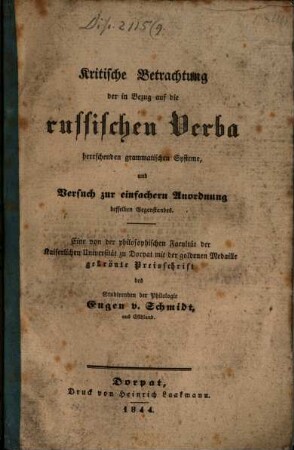 Diss. 2115/9.
Kritische Betrachtung
der in Bezug auf die
russischen Verba
herrschenden grammatischen Systeme,
und
Versuch zur einfachern Anordnung
desselben Gegenstandes.
Eine von der philosophischen Facultät der
Kaiserlichen Universität zu Dorpat mit der goldenen Medaille
gekrönte Preisschrift
des
Studirenden der Philologie
Eugen v. Schmidt,
aus Ehstland.
Dorpat,
Druck von Heinrich Laakmann.
1844.